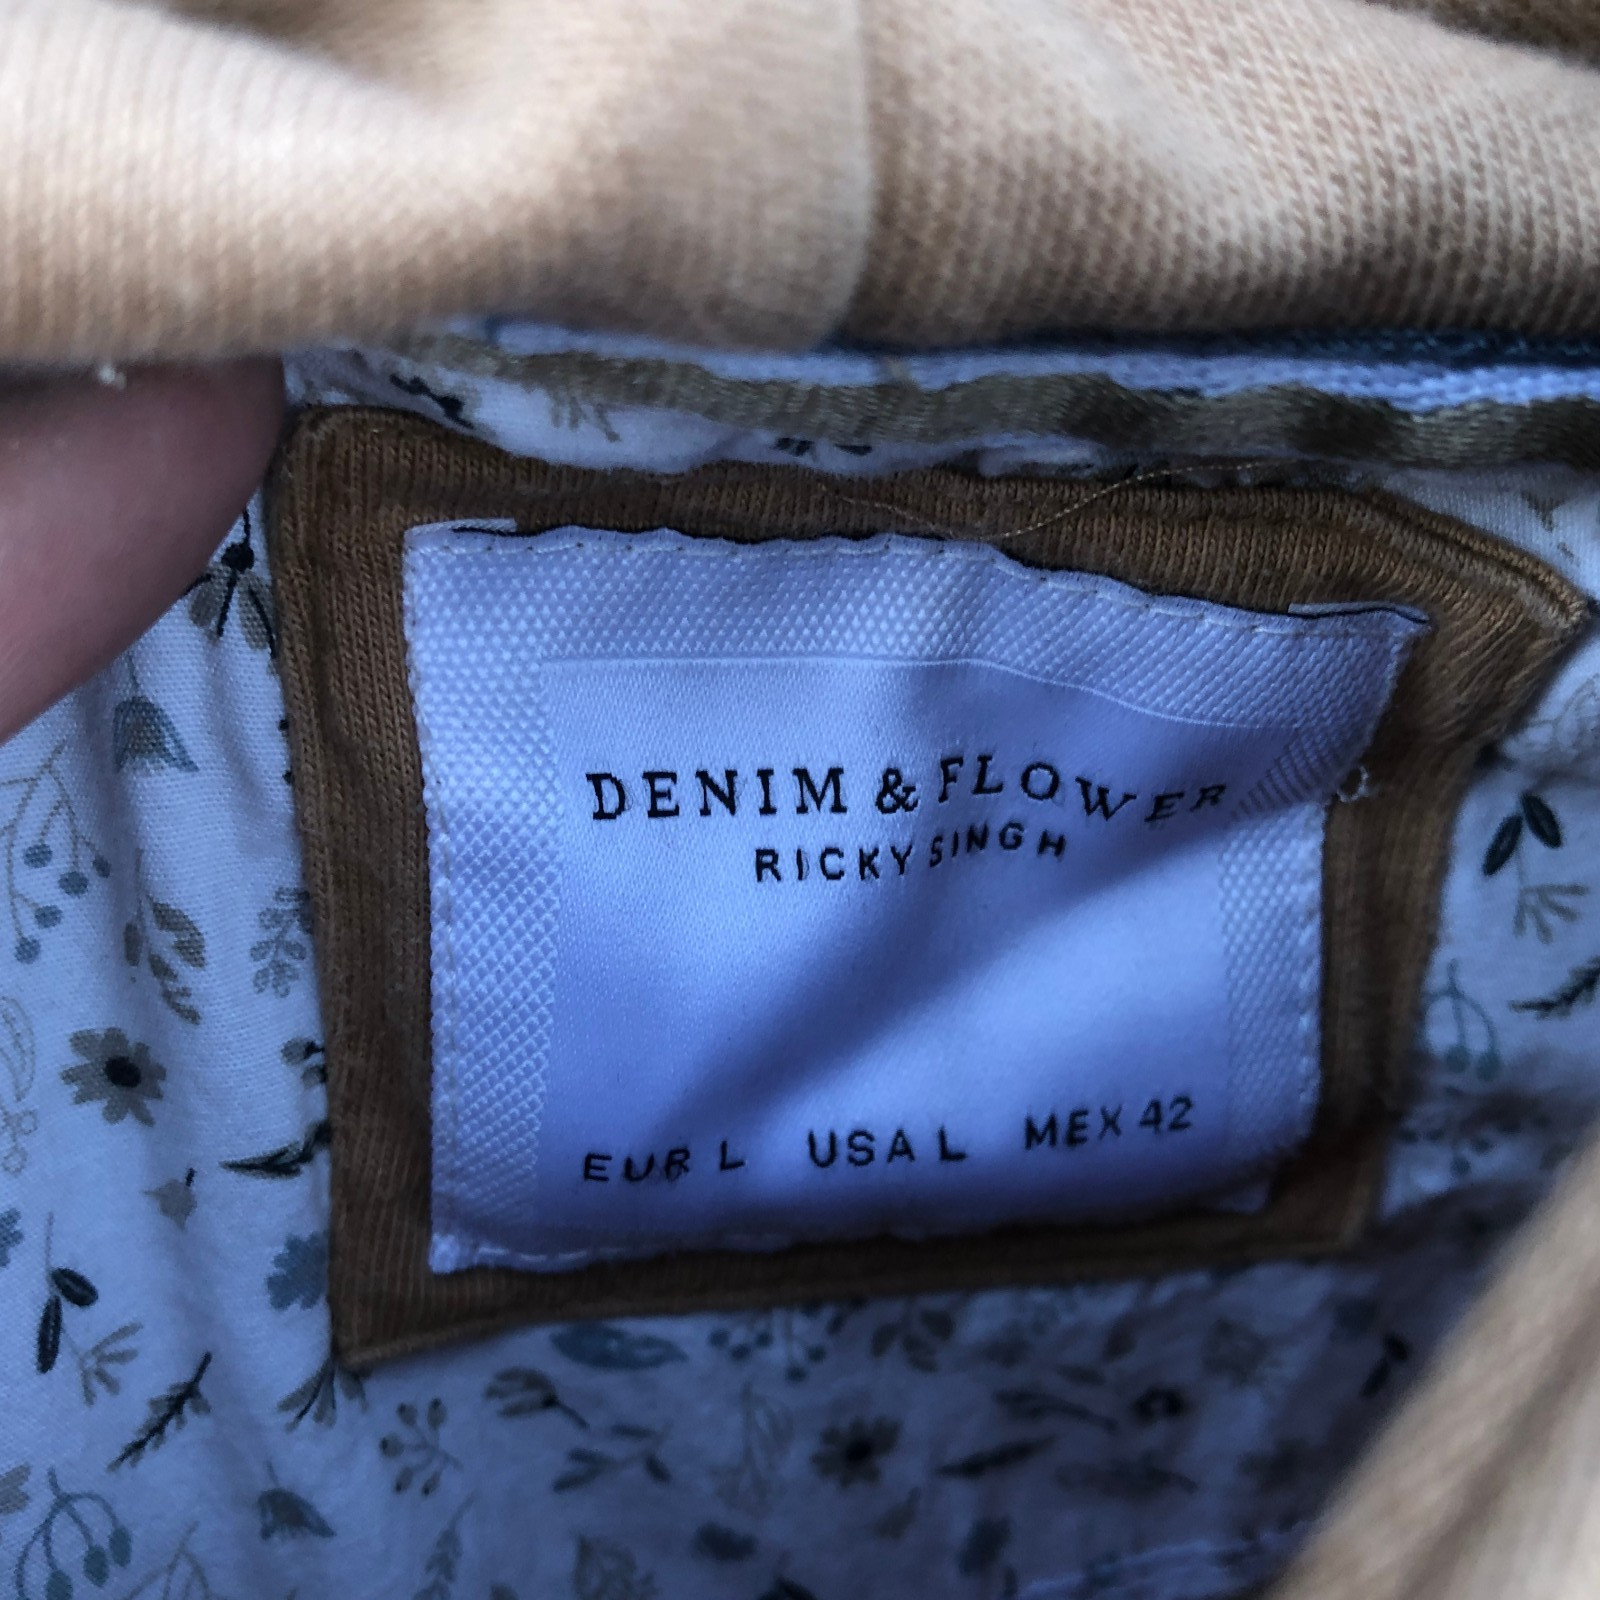 DENIM & FLOWER
RICKY SINGH
EUR L USA L MEX 42